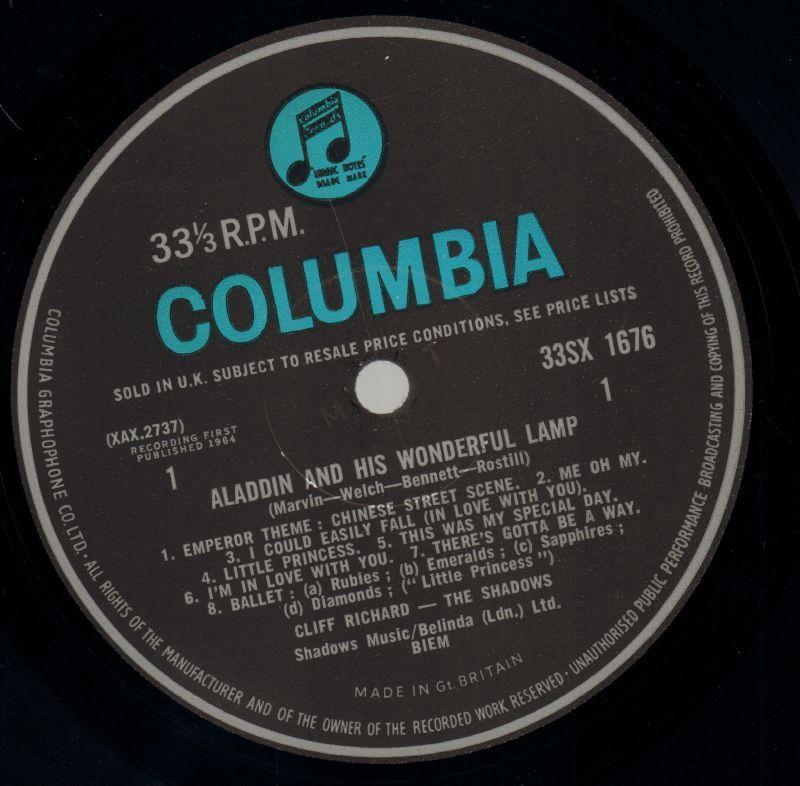 Columbia
Records
"MAGIC NOTES"
TRADE MARK
33⅓ R.P.M.
COLUMBIA
SOLD IN U.K. SUBJECT TO RESALE PRICE CONDITIONS, SEE PRICE LISTS
33SX 1676
(XAX.2737)
RECORDING FIRST
PUBLISHED 1964
1
1
ALADDIN AND HIS WONDERFUL LAMP
(Marvin—Welch—Bennett—Rostill)
1. EMPEROR THEME : CHINESE STREET SCENE. 2. ME OH MY.
3. I COULD EASILY FALL (IN LOVE WITH YOU).
4. LITTLE PRINCESS. 5. THIS WAS MY SPECIAL DAY.
6. I'M IN LOVE WITH YOU. 7. THERE'S GOTTA BE A WAY.
8. BALLET : (a) Rubies ; (b) Emeralds ; (c) Sapphires ;
(d) Diamonds ; ("Little Princess")
CLIFF RICHARD — THE SHADOWS
Shadows Music/Belinda (Ldn.) Ltd.
BIEM
MADE IN Gt. BRITAIN
COLUMBIA GRAPHOPHONE CO. LTD. · ALL RIGHTS OF THE MANUFACTURER AND OF THE OWNER OF THE RECORDED WORK RESERVED · UNAUTHORISED PUBLIC PERFORMANCE BROADCASTING AND COPYING OF THIS RECORD PROHIBITED